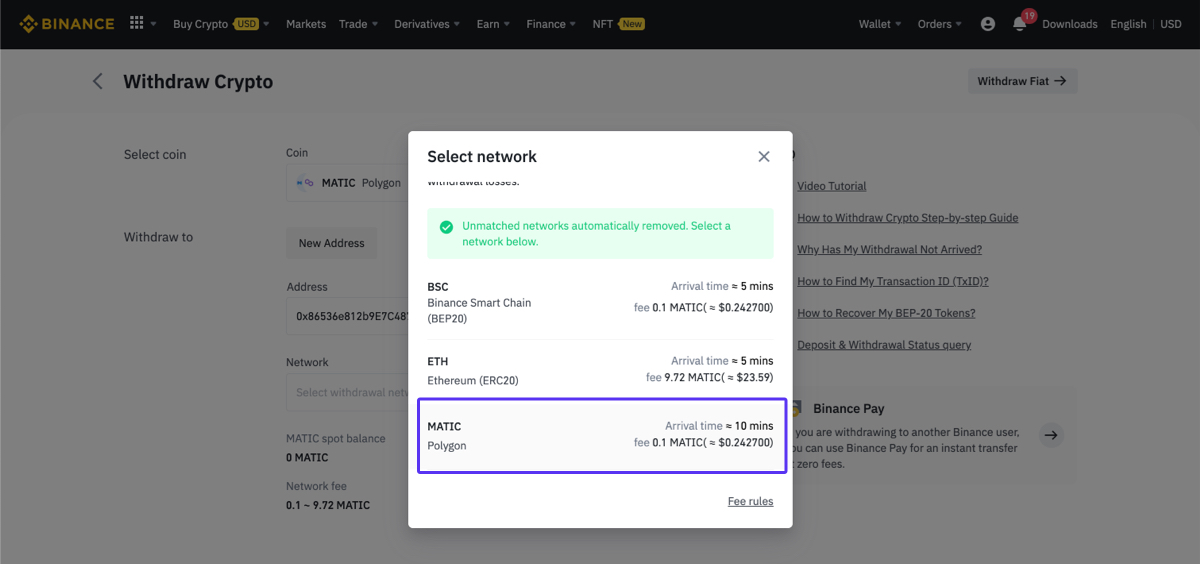 BINANCE
Buy Crypto USD
Markets
Trade
Derivatives
Earn
Finance
NFT New
Wallet
Orders
19
Downloads
English | USD
Withdraw Crypto
Withdraw Fiat
Select coin
Coin
MATIC Polygon
Withdraw to
New Address
Address
0x86536e812b9E7C48
Network
Select withdrawal
MATIC spot balance
0 MATIC
Network fee
0.1 ~ 9.72 MATIC
Select network
withdrawal losses.
Unmatched networks automatically removed. Select a
network below.
BSC
Arrival time ≈ 5 mins
Binance Smart Chain
(BEP20)
fee 0.1 MATIC( ≈ $0.242700)
ETH
Arrival time ≈ 5 mins
Ethereum (ERC20)
fee 9.72 MATIC( ≈ $23.59)
MATIC
Arrival time ≈ 10 mins
Polygon
fee 0.1 MATIC( ≈ $0.242700)
Fee rules
Video Tutorial
How to Withdraw Crypto Step-by-step Guide
Why Has My Withdrawal Not Arrived?
How to Find My Transaction ID (TxID)?
How to Recover My BEP-20 Tokens?
Deposit & Withdrawal Status query
Binance Pay
you are withdrawing to another Binance user,
can use Binance Pay for an instant transfer
zero fees.